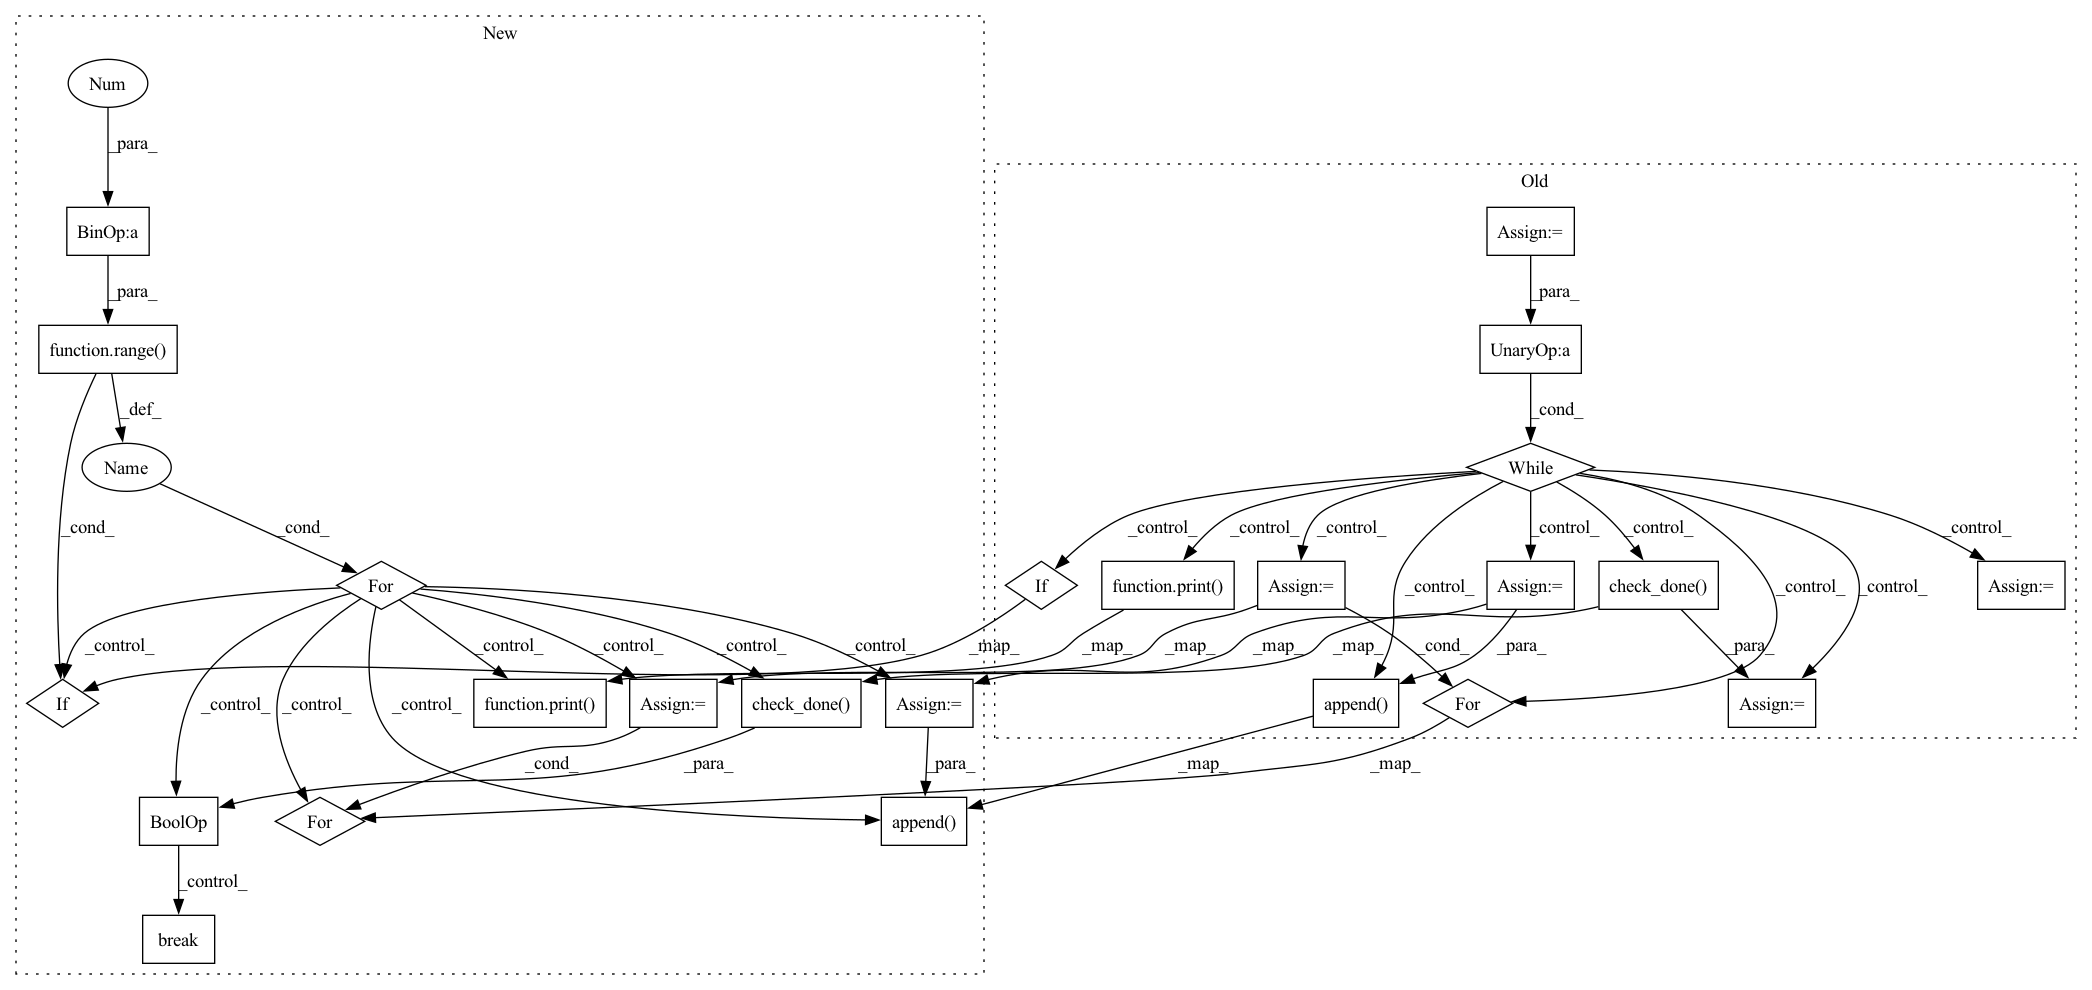 New
Num
_para_
Old
BinOp:a
Assign:=
_para_
_para_
function.range()
UnaryOp:a
_def_
_cond_
Name
While
_cond_
_cond_
_control_
_control_
_control_
_control_
_control_
_control_
_control_
_control_
_control_
For
If
function.print()
Assign:=
Assign:=
check_done()
Assign:=
_control_
_control_
_control_
_control_
_control_
_map_
_map_
_map_
_map_
_map_
_cond_
_para_
_para_
If
_control_
_control_
_control_
function.print()
Assign:=
check_done()
Assign:=
append()
For
Assign:=
_cond_
_para_
_para_
_map_
_map_
BoolOp
For
append()
_control_
break